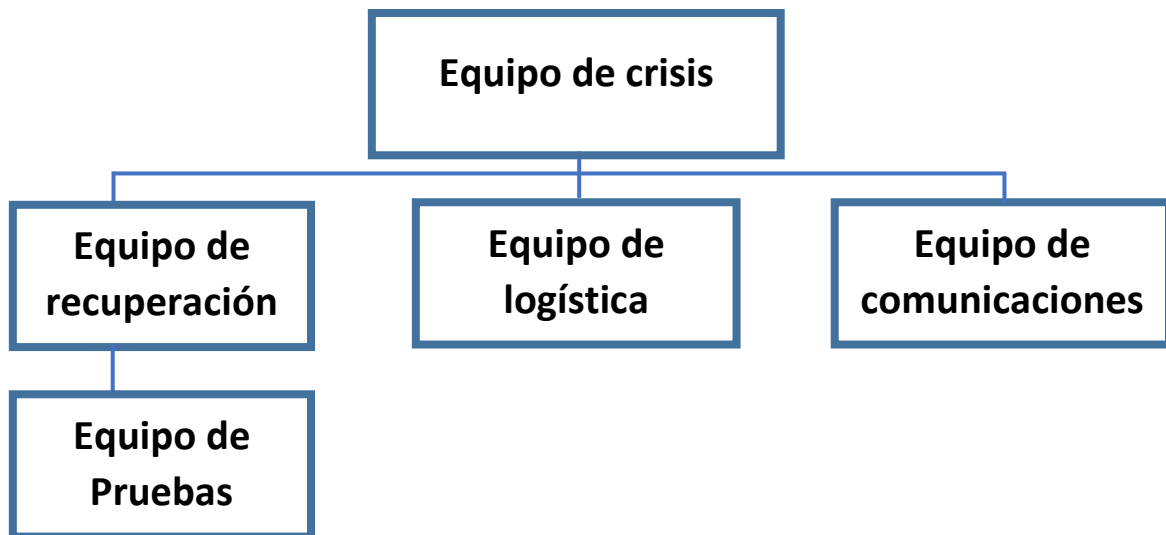 Equipo de crisis
Equipo de
recuperación
Equipo de
logística
Equipo de
comunicaciones
Equipo de
Pruebas